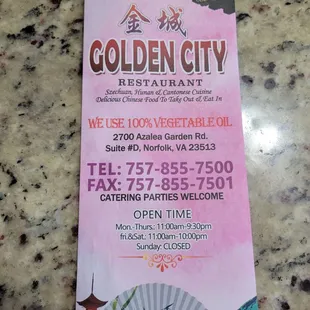 金城
GOLDEN CITY
RESTAURANT
Szechuan, Hunan & Cantonese Cuisine
Delicious Chinese Food To Take Out & Eat In
WE USE 100% VEGETABLE OIL
2700 Azalea Garden Rd.
Suite #D, Norfolk, VA 23513
TEL: 757-855-7500
FAX: 757-855-7501
CATERING PARTIES WELCOME
OPEN TIME
Mon.-Thurs.: 11:00am-9:30pm
fri.&Sat.: 11:00am-10:00pm
Sunday: CLOSED